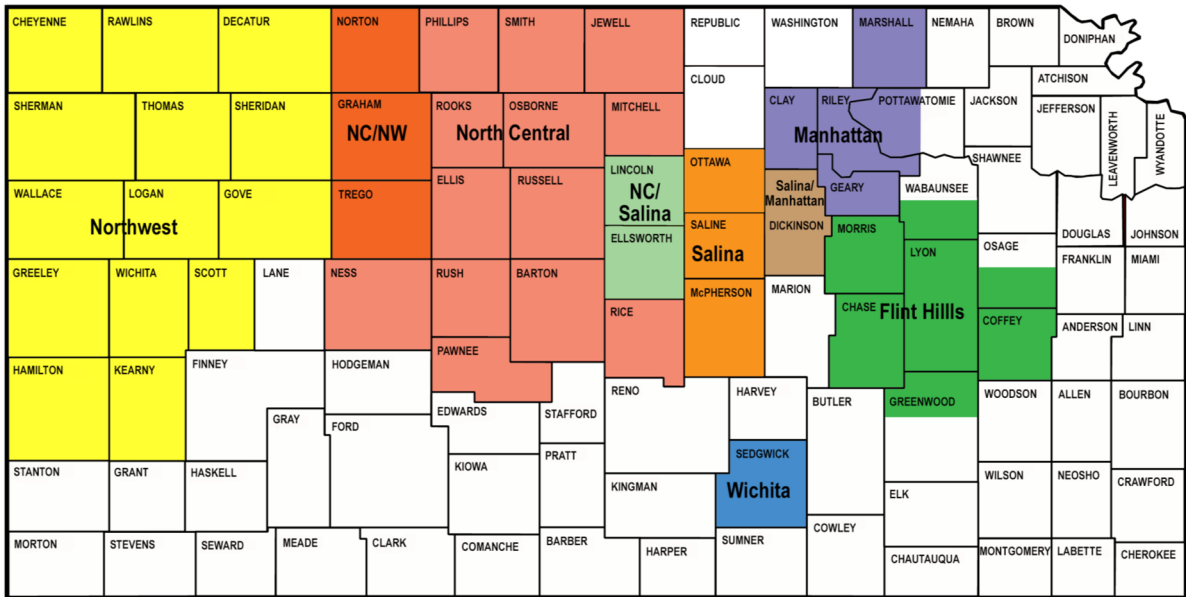 CHEYENNE
RAWLINS
DECATUR
NORTON
PHILLIPS
SMITH
JEWELL
REPUBLIC
WASHINGTON
MARSHALL
NEMAHA
BROWN
DONIPHAN
CLOUD
ATCHISON
SHERMAN
THOMAS
SHERIDAN
GRAHAM
NC/NW
ROOKS
OSBORNE
North Central
MITCHELL
CLAY
RILEY
POTTAWATOMIE
Manhattan
JACKSON
JEFFERSON
LEAVENWORTH
WYANDOTTE
OTTAWA
SHAWNEE
LINCOLN
NC/
Salina
WALLACE
LOGAN
GOVE
Northwest
TREGO
ELLIS
RUSSELL
Salina/
Manhattan
DICKINSON
GEARY
WABAUNSEE
ELLSWORTH
SALINE
Salina
MORRIS
LYON
OSAGE
DOUGLAS
JOHNSON
GREELEY
WICHITA
SCOTT
LANE
NESS
RUSH
BARTON
FRANKLIN
MIAMI
McPHERSON
MARION
RICE
CHASE
Flint Hillls
COFFEY
ANDERSON
LINN
HAMILTON
KEARNY
FINNEY
HODGEMAN
PAWNEE
RENO
HARVEY
BUTLER
GREENWOOD
WOODSON
ALLEN
BOURBON
GRAY
FORD
EDWARDS
STAFFORD
STANTON
GRANT
HASKELL
KIOWA
PRATT
KINGMAN
SEDGWICK
Wichita
ELK
WILSON
NEOSHO
CRAWFORD
MORTON
STEVENS
SEWARD
MEADE
CLARK
COMANCHE
BARBER
HARPER
SUMNER
COWLEY
CHAUTAUQUA
MONTGOMERY
LABETTE
CHEROKEE